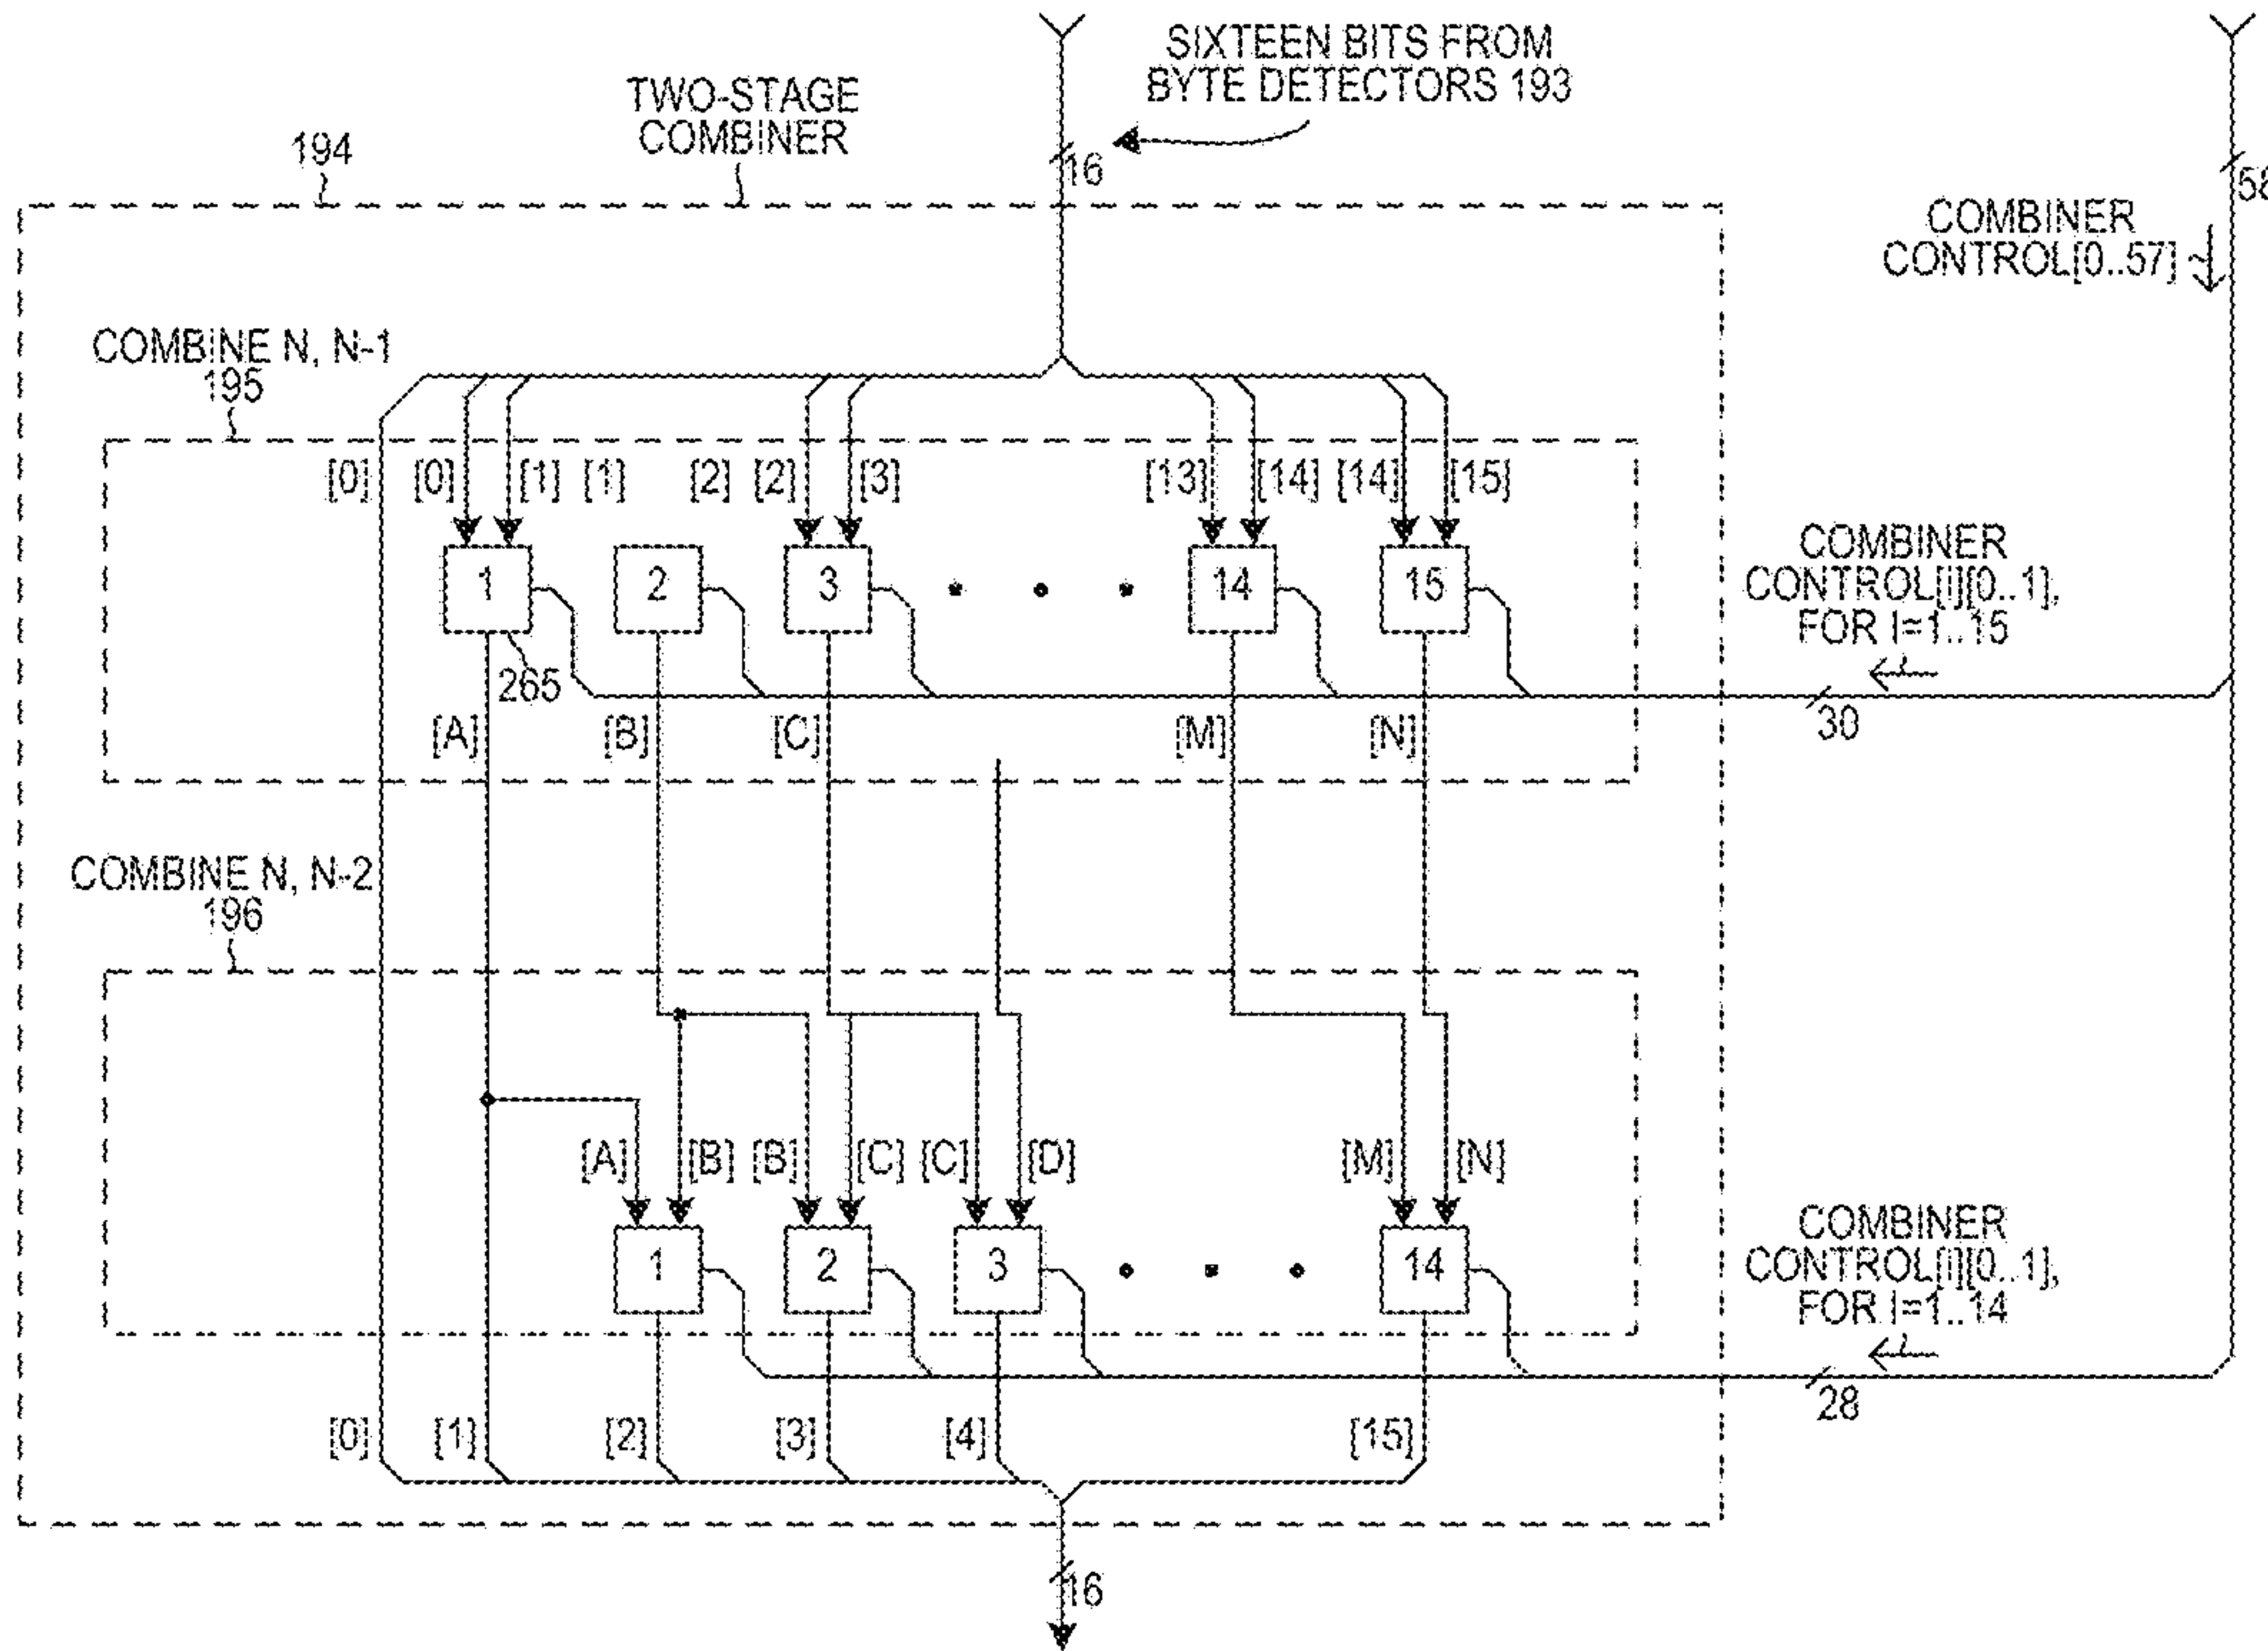 SIXTEEN BITS FROM
BYTE DETECTORS 193
TWO-STAGE
COMBINER
194
16
58
COMBINER
CONTROL[0..57]
COMBINE N, N-1
195
[0] [0] [1] [1] [2] [2] [3] [13] [14] [14] [15]
1 2 3 14 15
COMBINER
CONTROL[I][0..1],
FOR I=1..15
265
30
[A] [B] [C] [M] [N]
COMBINE N, N-2
196
[A] [B] [B] [C] [C] [D] [M] [N]
1 2 3 14
COMBINER
CONTROL[I][0..1],
FOR I=1..14
28
[0] [1] [2] [3] [4] [15]
16